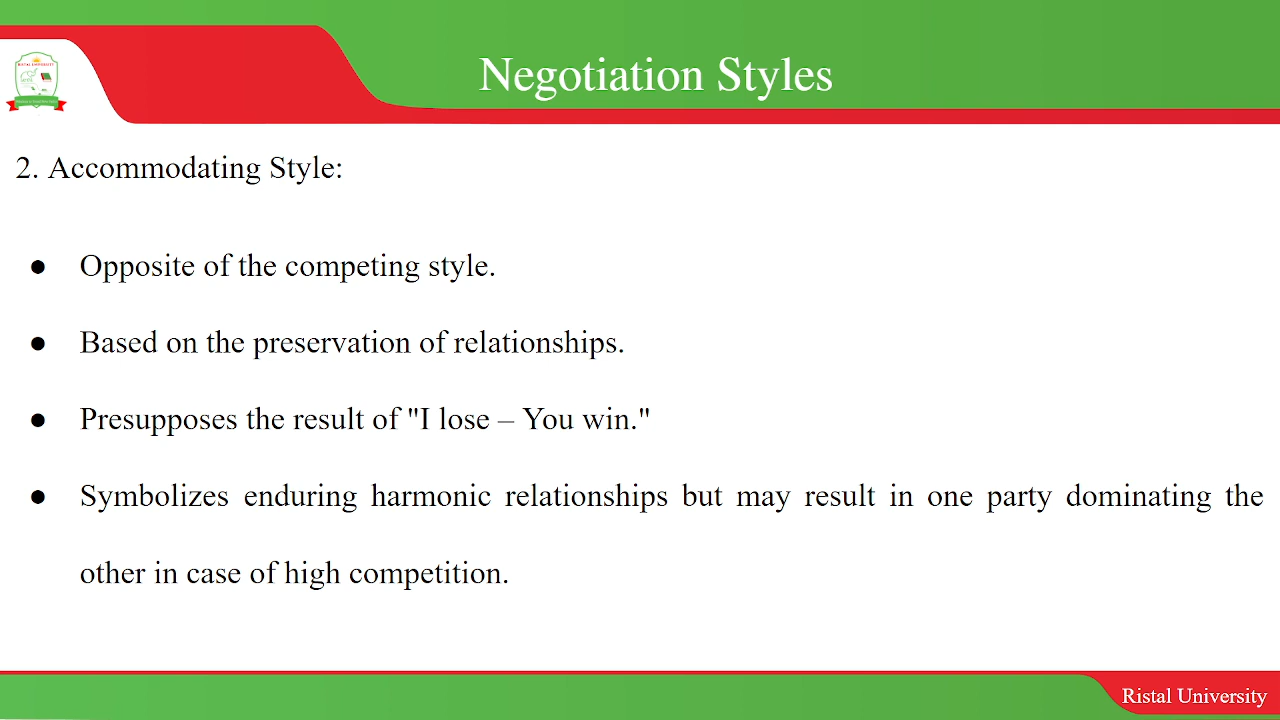 Negotiation Styles
RISTAL UNIVERSITY
2. Accommodating Style:
● Opposite of the competing style.
● Based on the preservation of relationships.
● Presupposes the result of "I lose – You win."
● Symbolizes enduring harmonic relationships but may result in one party dominating the
other in case of high competition.
Ristal University